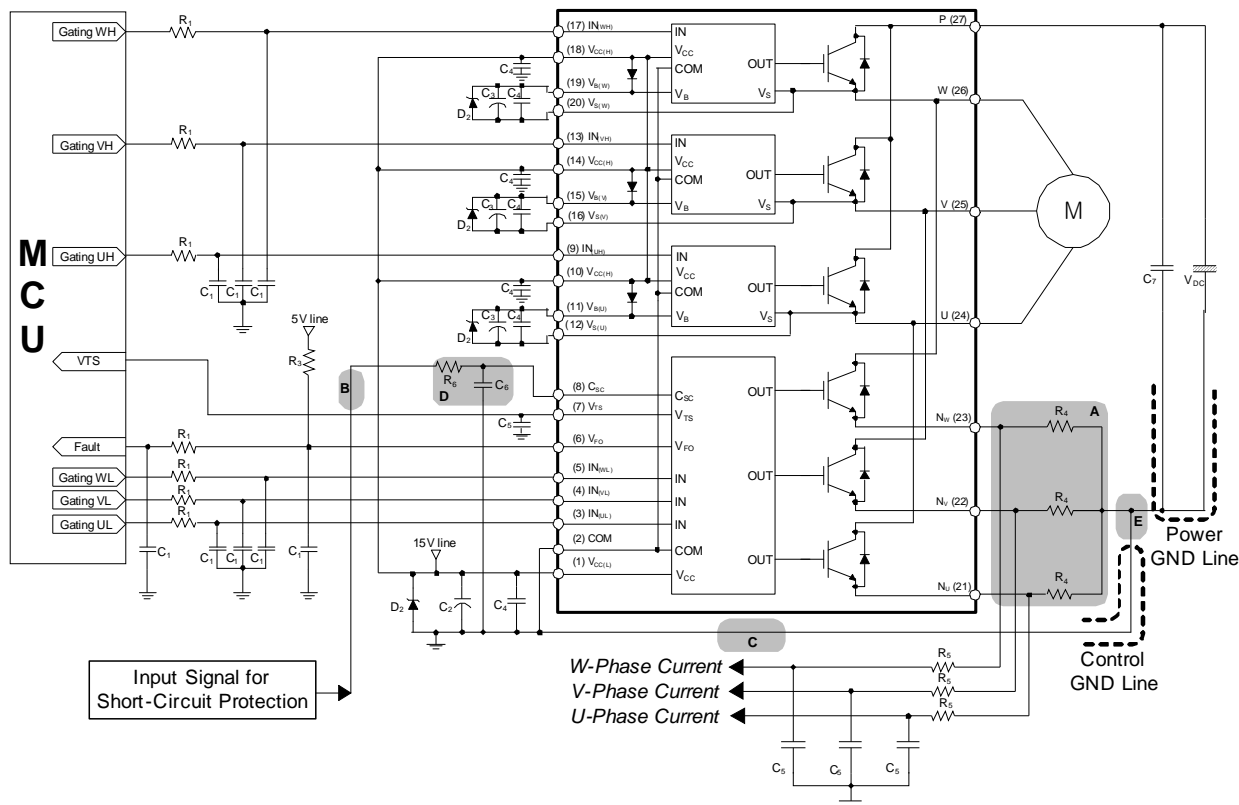 MCU
Gating WH
Gating VH
Gating UH
VTS
Fault
Gating WL
Gating VL
Gating UL
R1
R1
R1
R1
R1
R1
R1
C1
C1
C1
5V line
R3
C1
C1
C1
C1
C1
C4
C3
C4
D2
C4
C3
C4
D2
C4
C3
C4
D2
B
R6
D
C6
C5
15V line
D2
C2
C4
Input Signal for
Short-Circuit Protection
(17) IN(WH)
(18) VCC(H)
(19) VB(W)
(20) VS(W)
(13) IN(VH)
(14) VCC(H)
(15) VB(V)
(16) VS(V)
(9) IN(UH)
(10) VCC(H)
(11) VB(U)
(12) VS(U)
(8) CSC
(7) VTS
(6) VFO
(5) IN(WL)
(4) IN(VL)
(3) IN(UL)
(2) COM
(1) VCC(L)
IN
VCC
COM
VB
OUT
VS
IN
VCC
COM
VB
OUT
VS
IN
VCC
COM
VB
OUT
VS
CSC
VTS
VFO
IN
IN
IN
COM
VCC
OUT
OUT
OUT
P (27)
W (26)
V (25)
U (24)
NW (23)
NV (22)
NU (21)
M
C7
VDC
R4
A
R4
R4
E
Power
GND Line
Control
GND Line
C
W-Phase Current
V-Phase Current
U-Phase Current
R5
R5
R5
C5
C5
C5